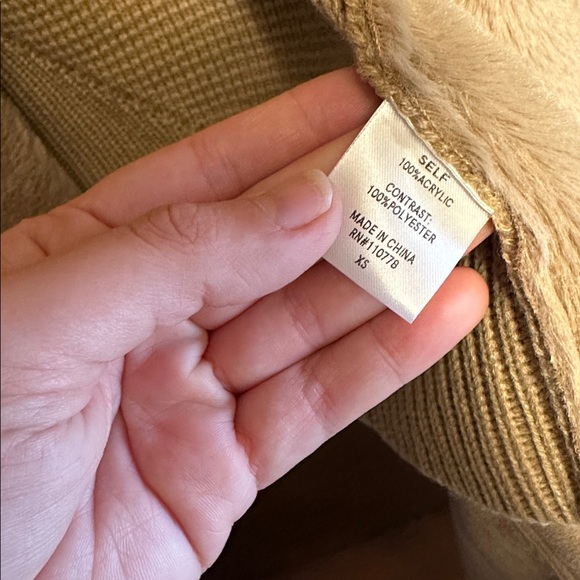 SELF
100%ACRYLIC
CONTRAST:
100%POLYESTER
MADE IN CHINA
RN#110778
XS